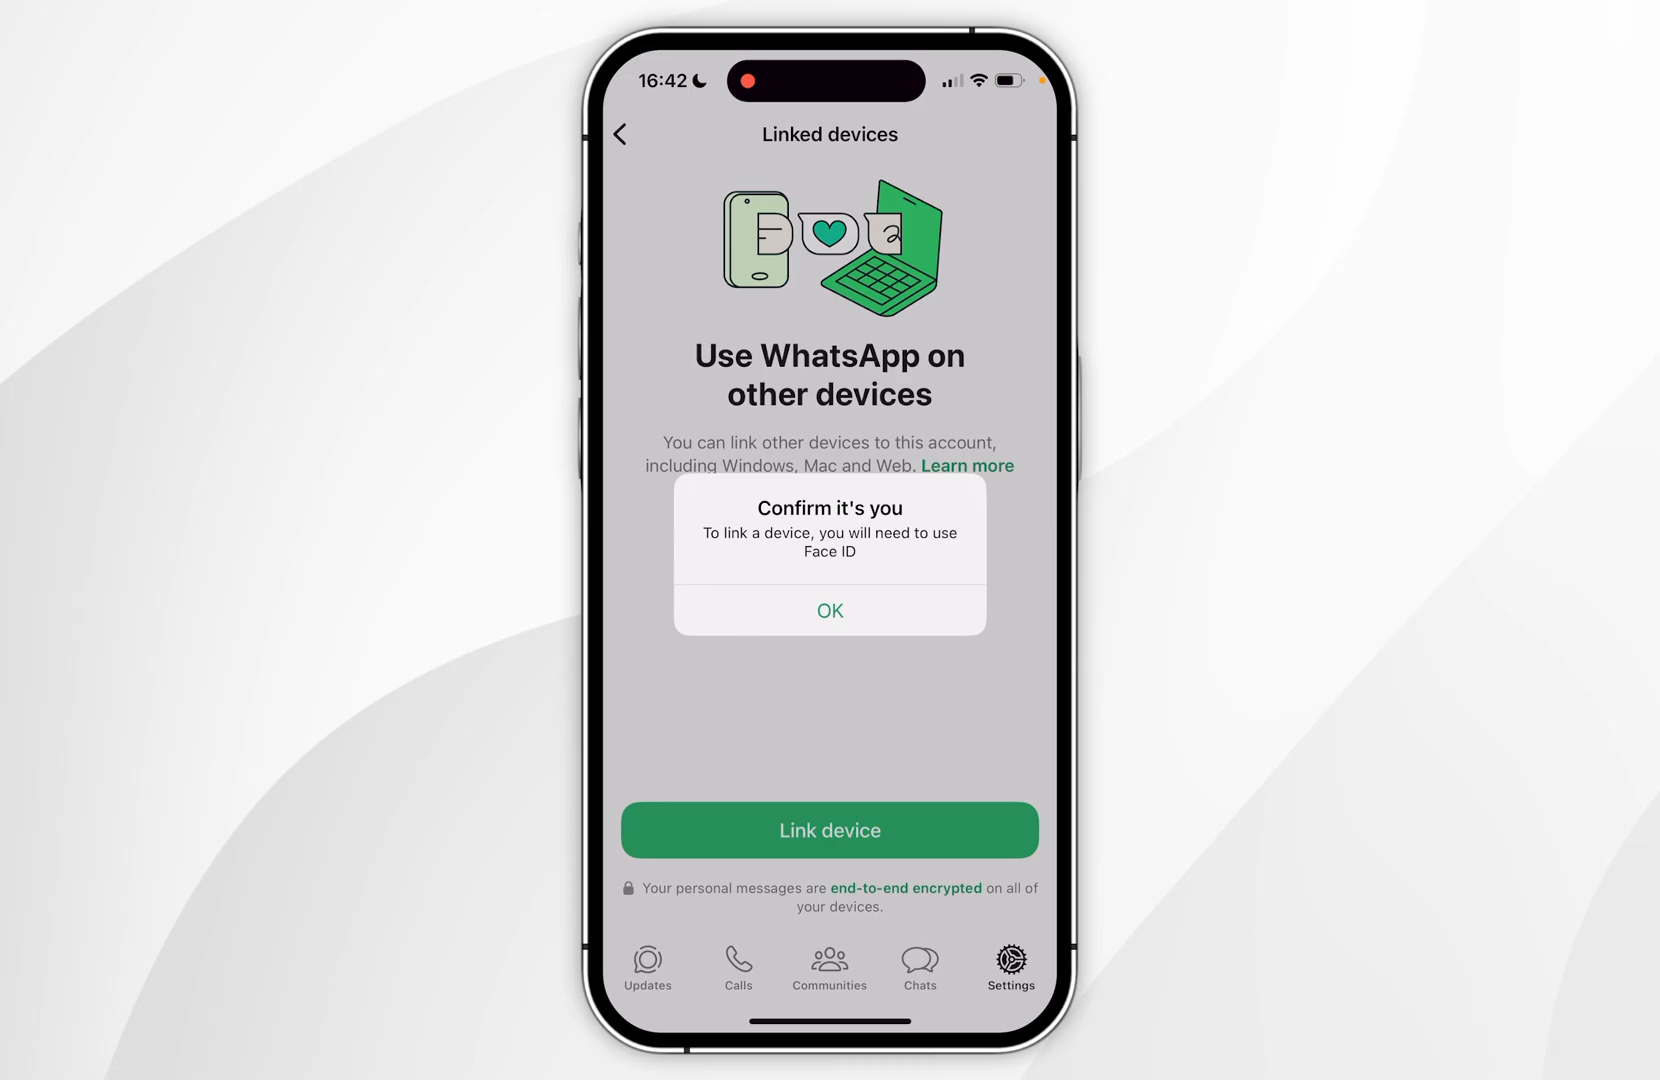 16:42
Linked devices
Use WhatsApp on
other devices
You can link other devices to this account,
including Windows, Mac and Web. Learn more
Confirm it's you
To link a device, you will need to use
Face ID
OK
Link device
Your personal messages are end-to-end encrypted on all of
your devices.
Updates
Calls
Communities
Chats
Settings